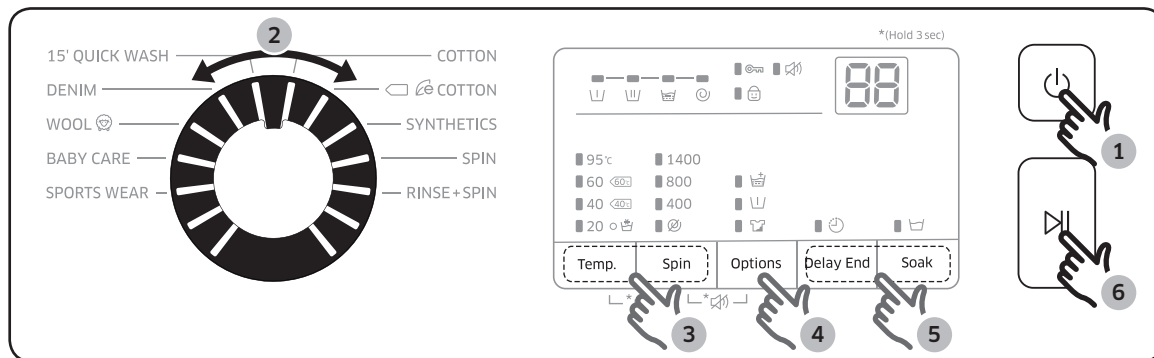 2
15' QUICK WASH
DENIM
WOOL
BABY CARE
SPORTS WEAR
COTTON
e COTTON
SYNTHETICS
SPIN
RINSE+SPIN
*(Hold 3 sec)
88
95℃ 1400
60 60℃ 800
40 40℃ 400
20
Temp. Spin Options Delay End Soak
* *
3 4 5
1
6